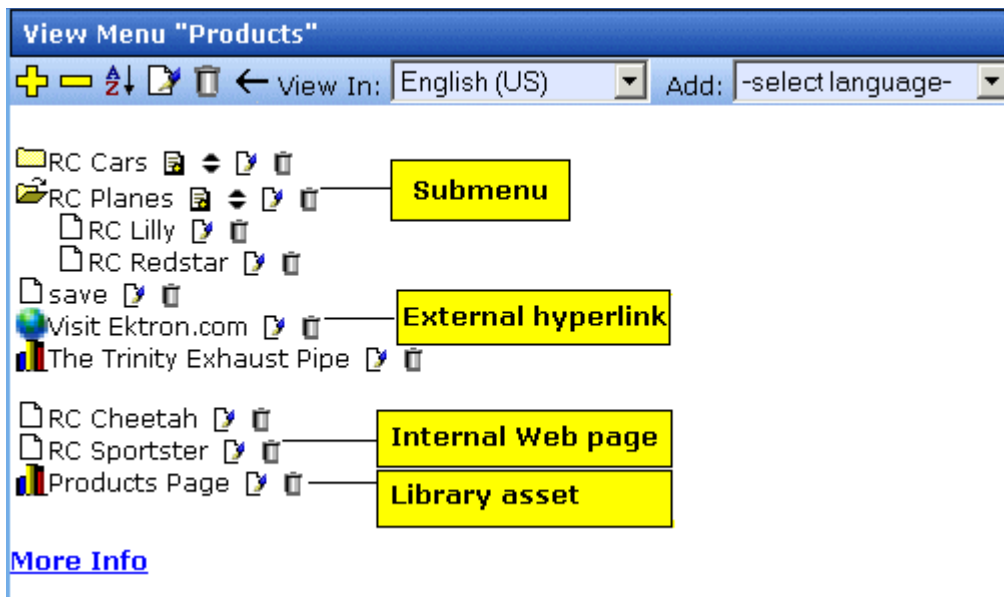 View Menu "Products"
A Z View In: English (US) Add: -select language-
RC Cars
RC Planes Submenu
RC Lilly
RC Redstar
save
Visit Ektron.com External hyperlink
The Trinity Exhaust Pipe
RC Cheetah
RC Sportster Internal Web page
Products Page Library asset
More Info